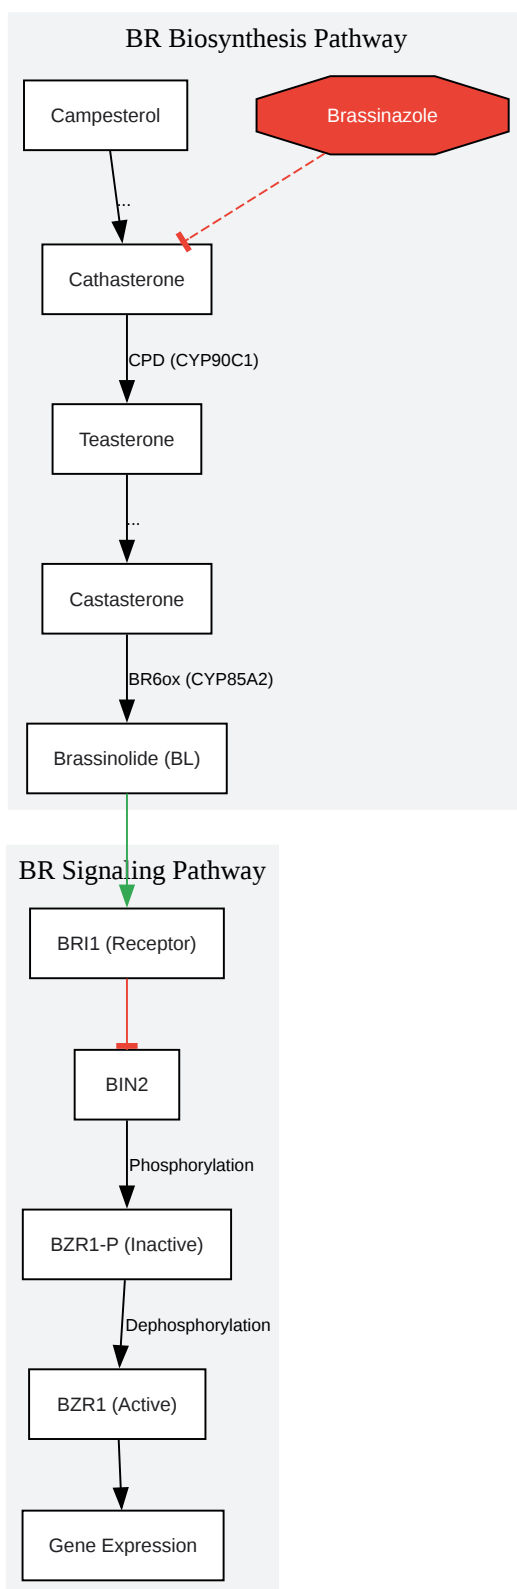 BR Biosynthesis Pathway
Campesterol
Brassinazole
...
Cathasterone
CPD (CYP90C1)
Teasterone
...
Castasterone
BR6ox (CYP85A2)
Brassinolide (BL)
BR Signaling Pathway
BRI1 (Receptor)
BIN2
Phosphorylation
BZR1-P (Inactive)
Dephosphorylation
BZR1 (Active)
Gene Expression